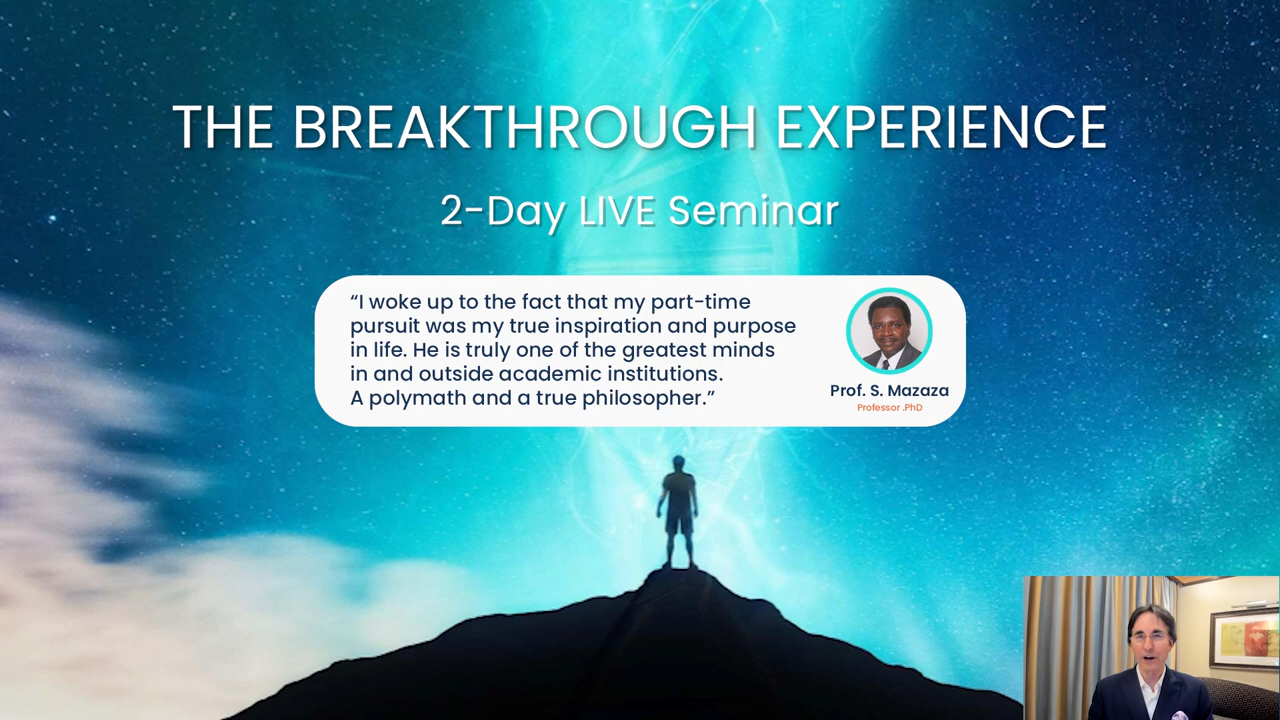 THE BREAKTHROUGH EXPERIENCE
2-Day LIVE Seminar
“I woke up to the fact that my part-time
pursuit was my true inspiration and purpose
in life. He is truly one of the greatest minds
in and outside academic institutions.
A polymath and a true philosopher.”
Prof. S. Mazaza
Professor .PhD